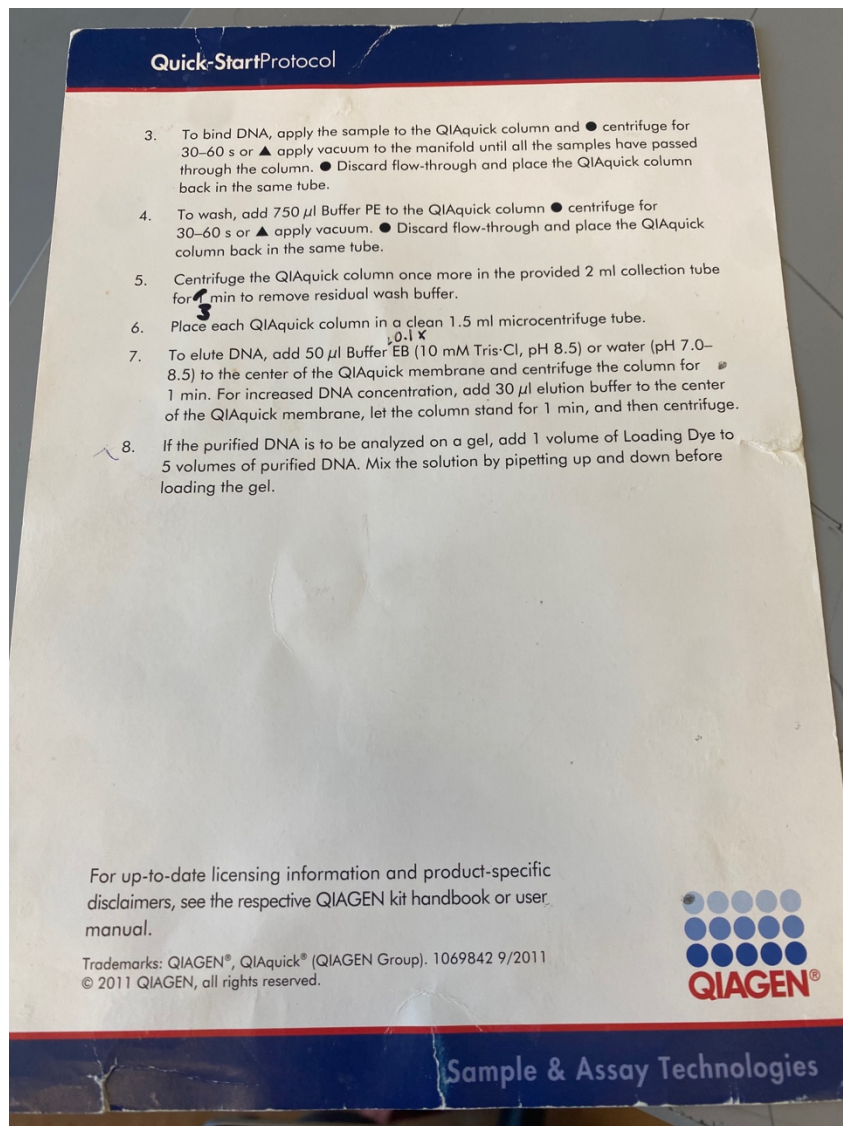 Quick-StartProtocol
3. To bind DNA, apply the sample to the QIAquick column and ● centrifuge for
30–60 s or ▲ apply vacuum to the manifold until all the samples have passed
through the column. ● Discard flow-through and place the QIAquick column
back in the same tube.
4. To wash, add 750 µl Buffer PE to the QIAquick column ● centrifuge for
30–60 s or ▲ apply vacuum. ● Discard flow-through and place the QIAquick
column back in the same tube.
5. Centrifuge the QIAquick column once more in the provided 2 ml collection tube
for 1 min to remove residual wash buffer.
3
6. Place each QIAquick column in a clean 1.5 ml microcentrifuge tube.
0.1x
7. To elute DNA, add 50 µl Buffer EB (10 mM Tris·Cl, pH 8.5) or water (pH 7.0–
8.5) to the center of the QIAquick membrane and centrifuge the column for
1 min. For increased DNA concentration, add 30 µl elution buffer to the center
of the QIAquick membrane, let the column stand for 1 min, and then centrifuge.
8. If the purified DNA is to be analyzed on a gel, add 1 volume of Loading Dye to
5 volumes of purified DNA. Mix the solution by pipetting up and down before
loading the gel.
For up-to-date licensing information and product-specific
disclaimers, see the respective QIAGEN kit handbook or user
manual.
Trademarks: QIAGEN®, QIAquick® (QIAGEN Group). 1069842 9/2011
© 2011 QIAGEN, all rights reserved.
QIAGEN®
Sample & Assay Technologies